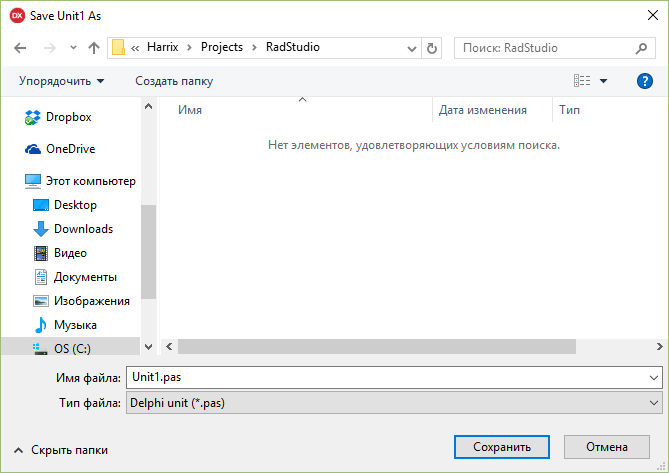 DX Save Unit1 As
« Harrix Projects RadStudio Поиск: RadStudio
Упорядочить Создать папку ?
Имя Дата изменения Тип
Нет элементов, удовлетворяющих условиям поиска.
Dropbox
OneDrive
Этот компьютер
Desktop
Downloads
Видео
Документы
Изображения
Музыка
OS (C:)
Имя файла: Unit1.pas
Тип файла: Delphi unit (*.pas)
Скрыть папки Сохранить Отмена